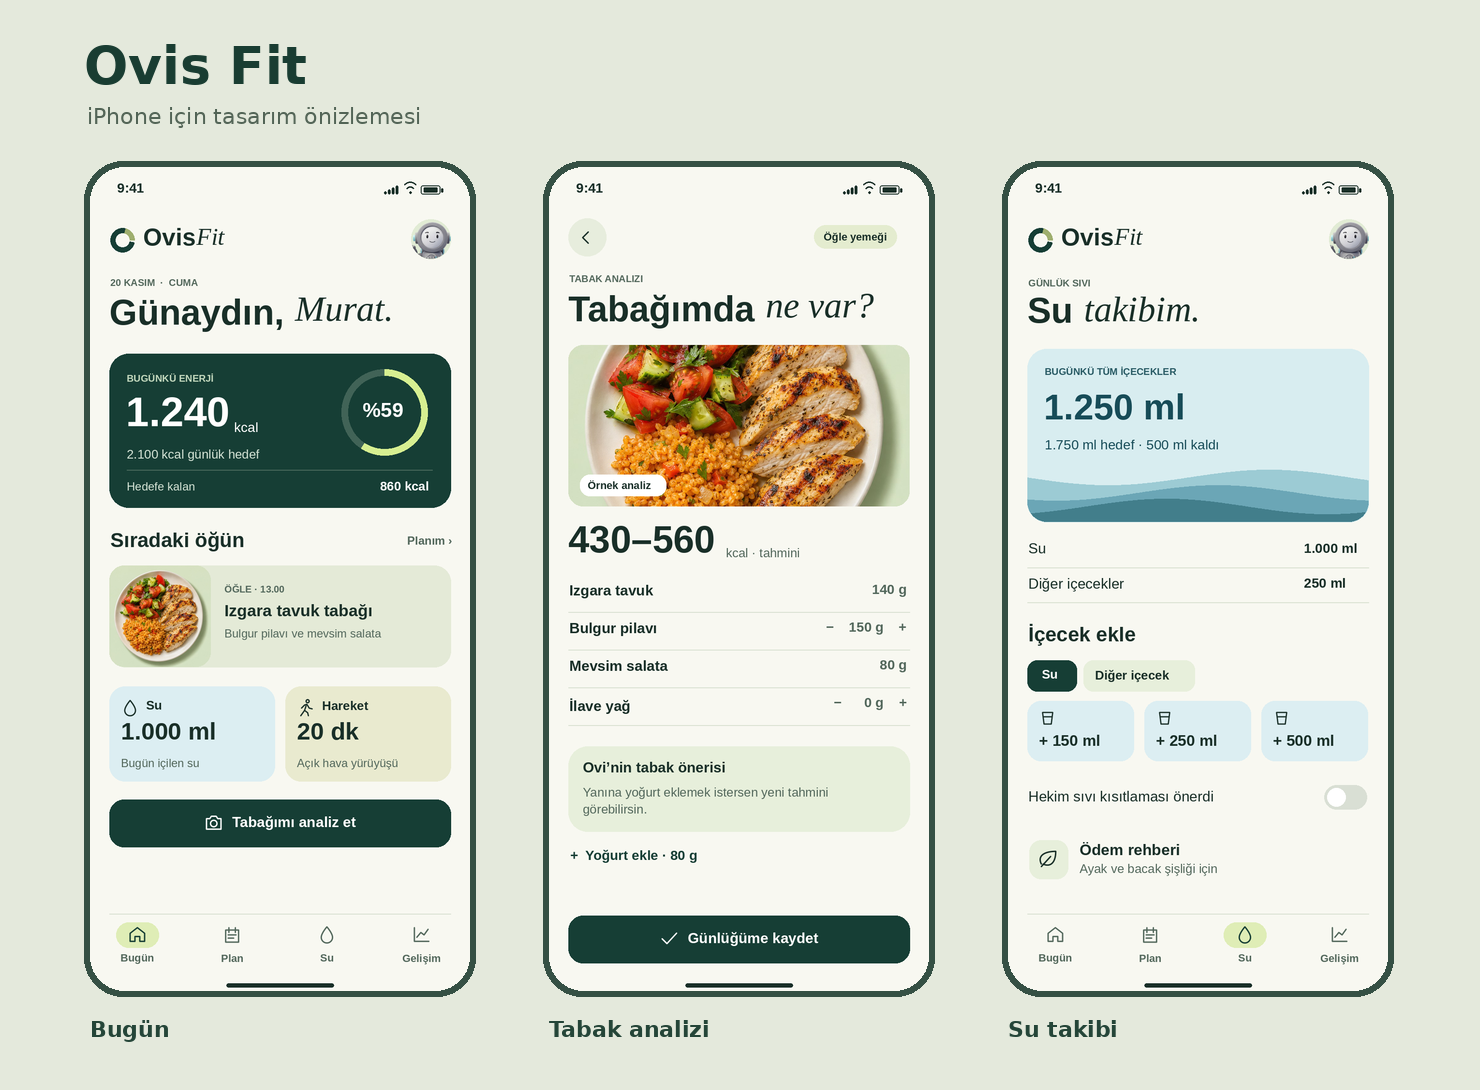 Ovis Fit
iPhone için tasarım önizlemesi
9:41
OvisFit
20 KASIM · CUMA
Günaydın, Murat.
BUGÜNKÜ ENERJİ
1.240 kcal
%59
2.100 kcal günlük hedef
Hedefe kalan 860 kcal
Sıradaki öğün Planım ›
ÖĞLE · 13.00
Izgara tavuk tabağı
Bulgur pilavı ve mevsim salata
Su
1.000 ml
Bugün içilen su
Hareket
20 dk
Açık hava yürüyüşü
Tabağımı analiz et
Bugün Plan Su Gelişim
Bugün
9:41
Öğle yemeği
TABAK ANALIZI
Tabağımda ne var?
Örnek analiz
430–560 kcal · tahmini
Izgara tavuk 140 g
Bulgur pilavı − 150 g +
Mevsim salata 80 g
İlave yağ − 0 g +
Ovi’nin tabak önerisi
Yanına yoğurt eklemek istersen yeni tahmini
görebilirsin.
+ Yoğurt ekle · 80 g
Günlüğüme kaydet
Tabak analizi
9:41
OvisFit
GÜNLÜK SIVI
Su takibim.
BUGÜNKÜ TÜM İÇECEKLER
1.250 ml
1.750 ml hedef · 500 ml kaldı
Su 1.000 ml
Diğer içecekler 250 ml
İçecek ekle
Su Diğer içecek
+ 150 ml + 250 ml + 500 ml
Hekim sıvı kısıtlaması önerdi
Ödem rehberi
Ayak ve bacak şişliği için
Bugün Plan Su Gelişim
Su takibi